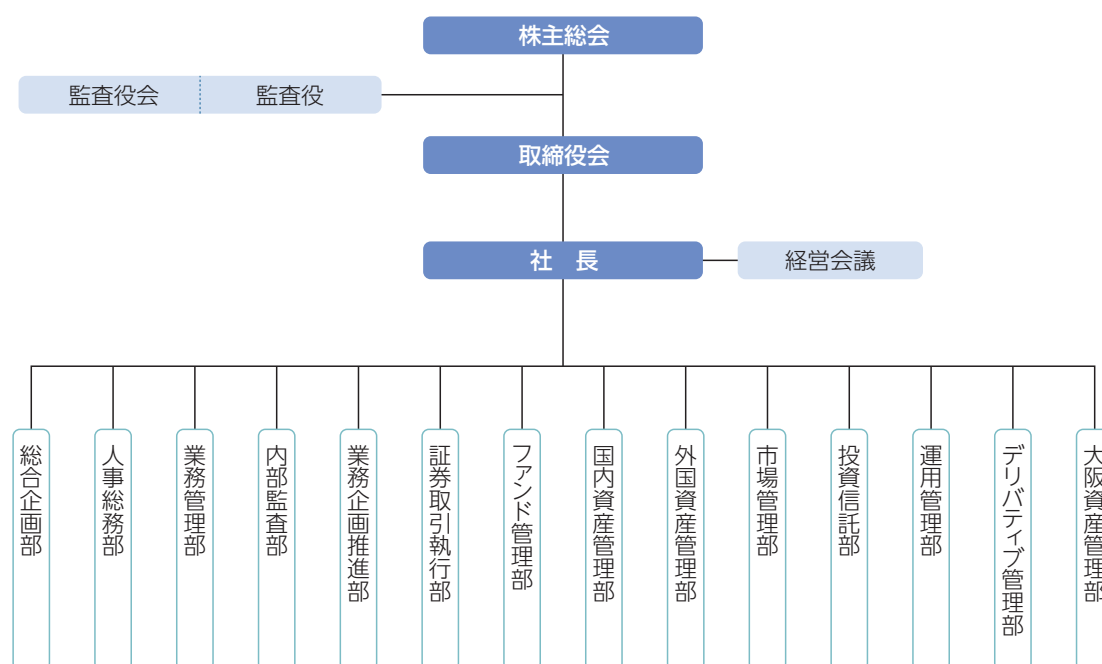 株主総会
監査役会 監査役
取締役会
社 長
経営会議
総合企画部
人事総務部
業務管理部
内部監査部
業務企画推進部
証券取引執行部
ファンド管理部
国内資産管理部
外国資産管理部
市場管理部
投資信託部
運用管理部
デリバティブ管理部
大阪資産管理部